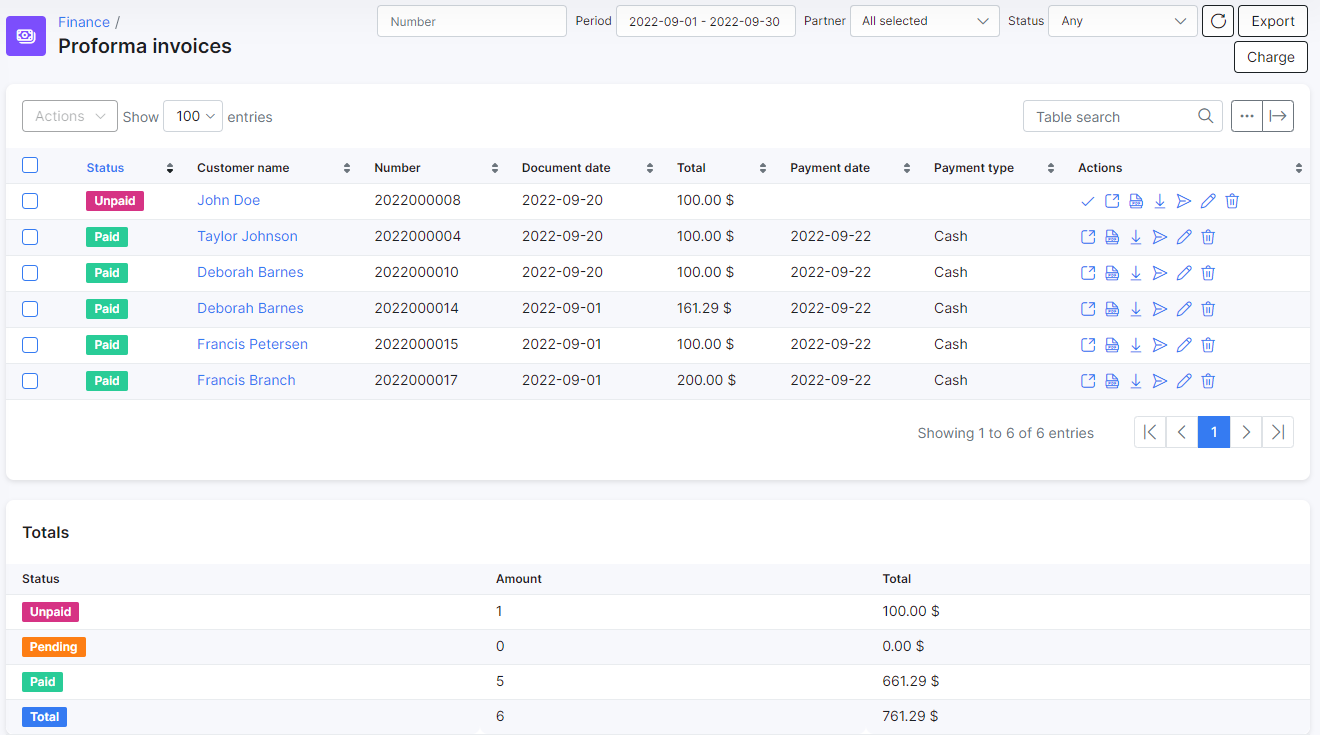 Finance /
Proforma invoices
Number Period 2022-09-01 - 2022-09-30 Partner All selected Status Any Export
Charge
Actions Show 100 entries Table search ...
Status Customer name Number Document date Total Payment date Payment type Actions
Unpaid John Doe 2022000008 2022-09-20 100.00 $
Paid Taylor Johnson 2022000004 2022-09-20 100.00 $ 2022-09-22 Cash
Paid Deborah Barnes 2022000010 2022-09-20 100.00 $ 2022-09-22 Cash
Paid Deborah Barnes 2022000014 2022-09-01 161.29 $ 2022-09-22 Cash
Paid Francis Petersen 2022000015 2022-09-01 100.00 $ 2022-09-22 Cash
Paid Francis Branch 2022000017 2022-09-01 200.00 $ 2022-09-22 Cash
Showing 1 to 6 of 6 entries 1
Totals
Status Amount Total
Unpaid 1 100.00 $
Pending 0 0.00 $
Paid 5 661.29 $
Total 6 761.29 $